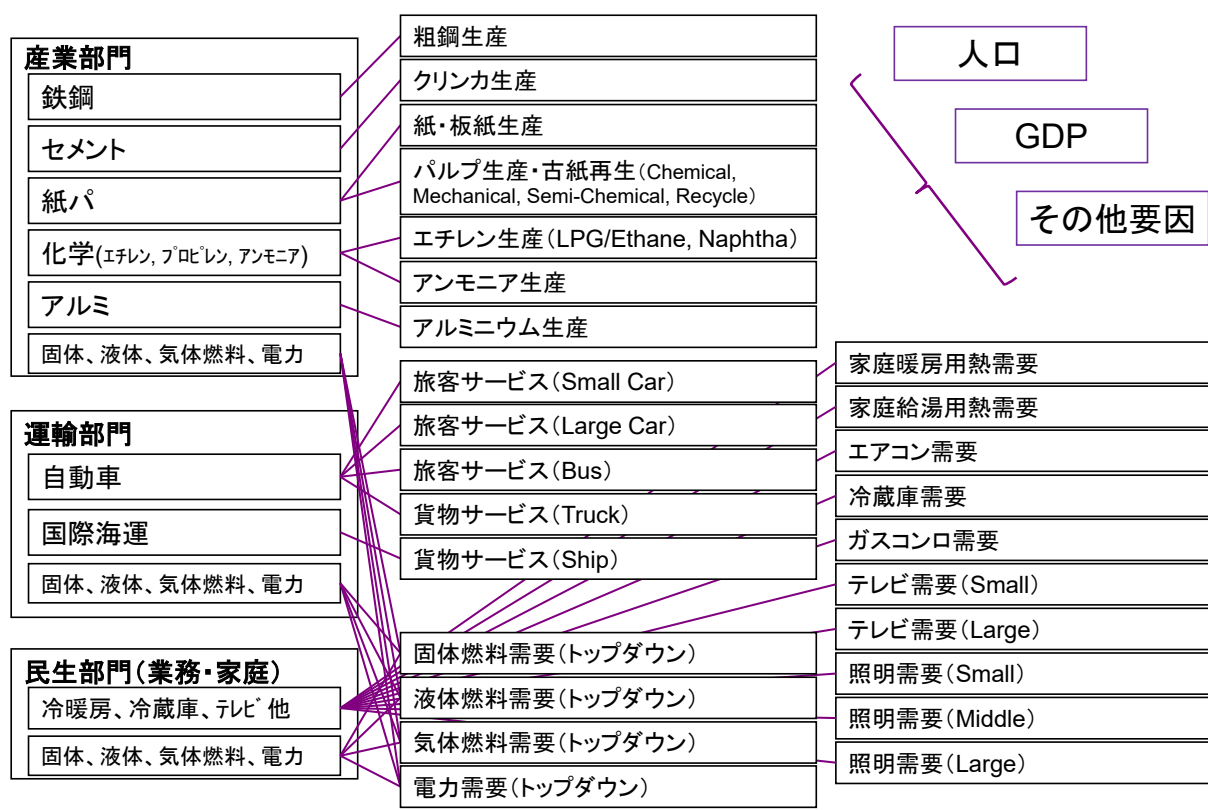 産業部門
鉄鋼
セメント
紙パ
化学(エチレン, プロピレン, アンモニア)
アルミ
固体、液体、気体燃料、電力
運輸部門
自動車
国際海運
固体、液体、気体燃料、電力
民生部門(業務・家庭)
冷暖房、冷蔵庫、テレビ他
固体、液体、気体燃料、電力
粗鋼生産
クリンカ生産
紙・板紙生産
パルプ生産・古紙再生(Chemical,
Mechanical, Semi-Chemical, Recycle)
エチレン生産(LPG/Ethane, Naphtha)
アンモニア生産
アルミニウム生産
旅客サービス(Small Car)
旅客サービス(Large Car)
旅客サービス(Bus)
貨物サービス(Truck)
貨物サービス(Ship)
固体燃料需要(トップダウン)
液体燃料需要(トップダウン)
気体燃料需要(トップダウン)
電力需要(トップダウン)
人口
GDP
その他要因
家庭暖房用熱需要
家庭給湯用熱需要
エアコン需要
冷蔵庫需要
ガスコンロ需要
テレビ需要(Small)
テレビ需要(Large)
照明需要(Small)
照明需要(Middle)
照明需要(Large)